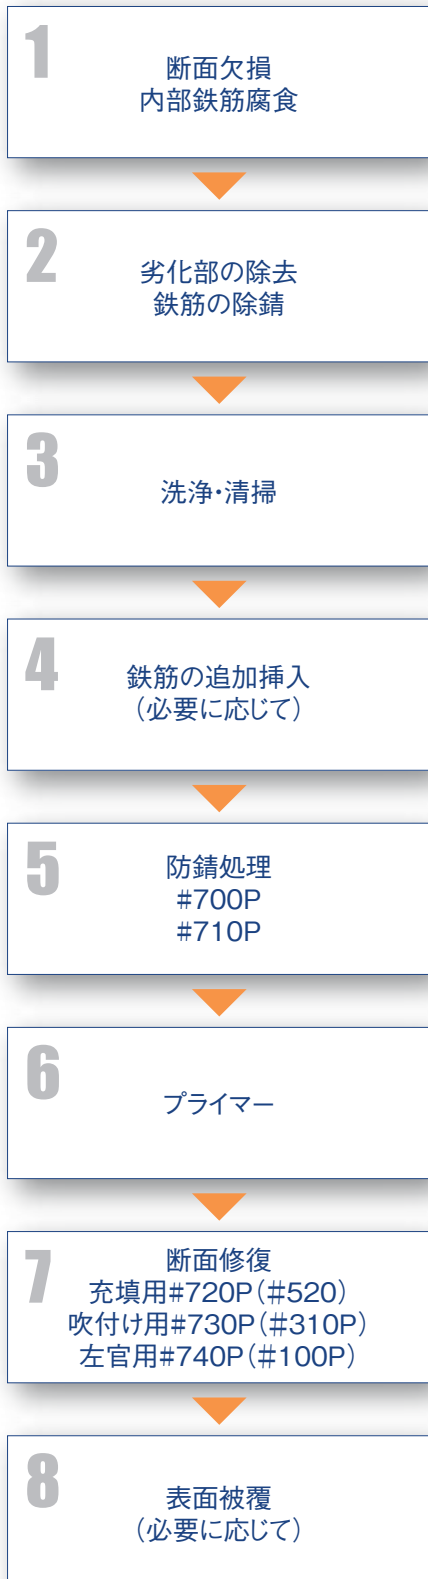 1
断面欠損
内部鉄筋腐食
2
劣化部の除去
鉄筋の除錆
3
洗浄・清掃
4
鉄筋の追加挿入
（必要に応じて）
5
防錆処理
#700P
#710P
6
プライマー
7
断面修復
充填用#720P（#520）
吹付け用#730P（#310P）
左官用#740P（#100P）
8
表面被覆
（必要に応じて）